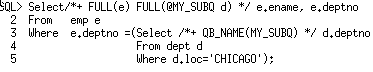 SQL> Select/*+ FULL(e) FULL(@MY_SUBQ d) */ e.ename, e.deptno
2 From emp e
3 Where e.deptno =(Select /*+ QB_NAME(MY_SUBQ) */ d.deptno
4 From dept d
5 Where d.loc='CHICAGO');